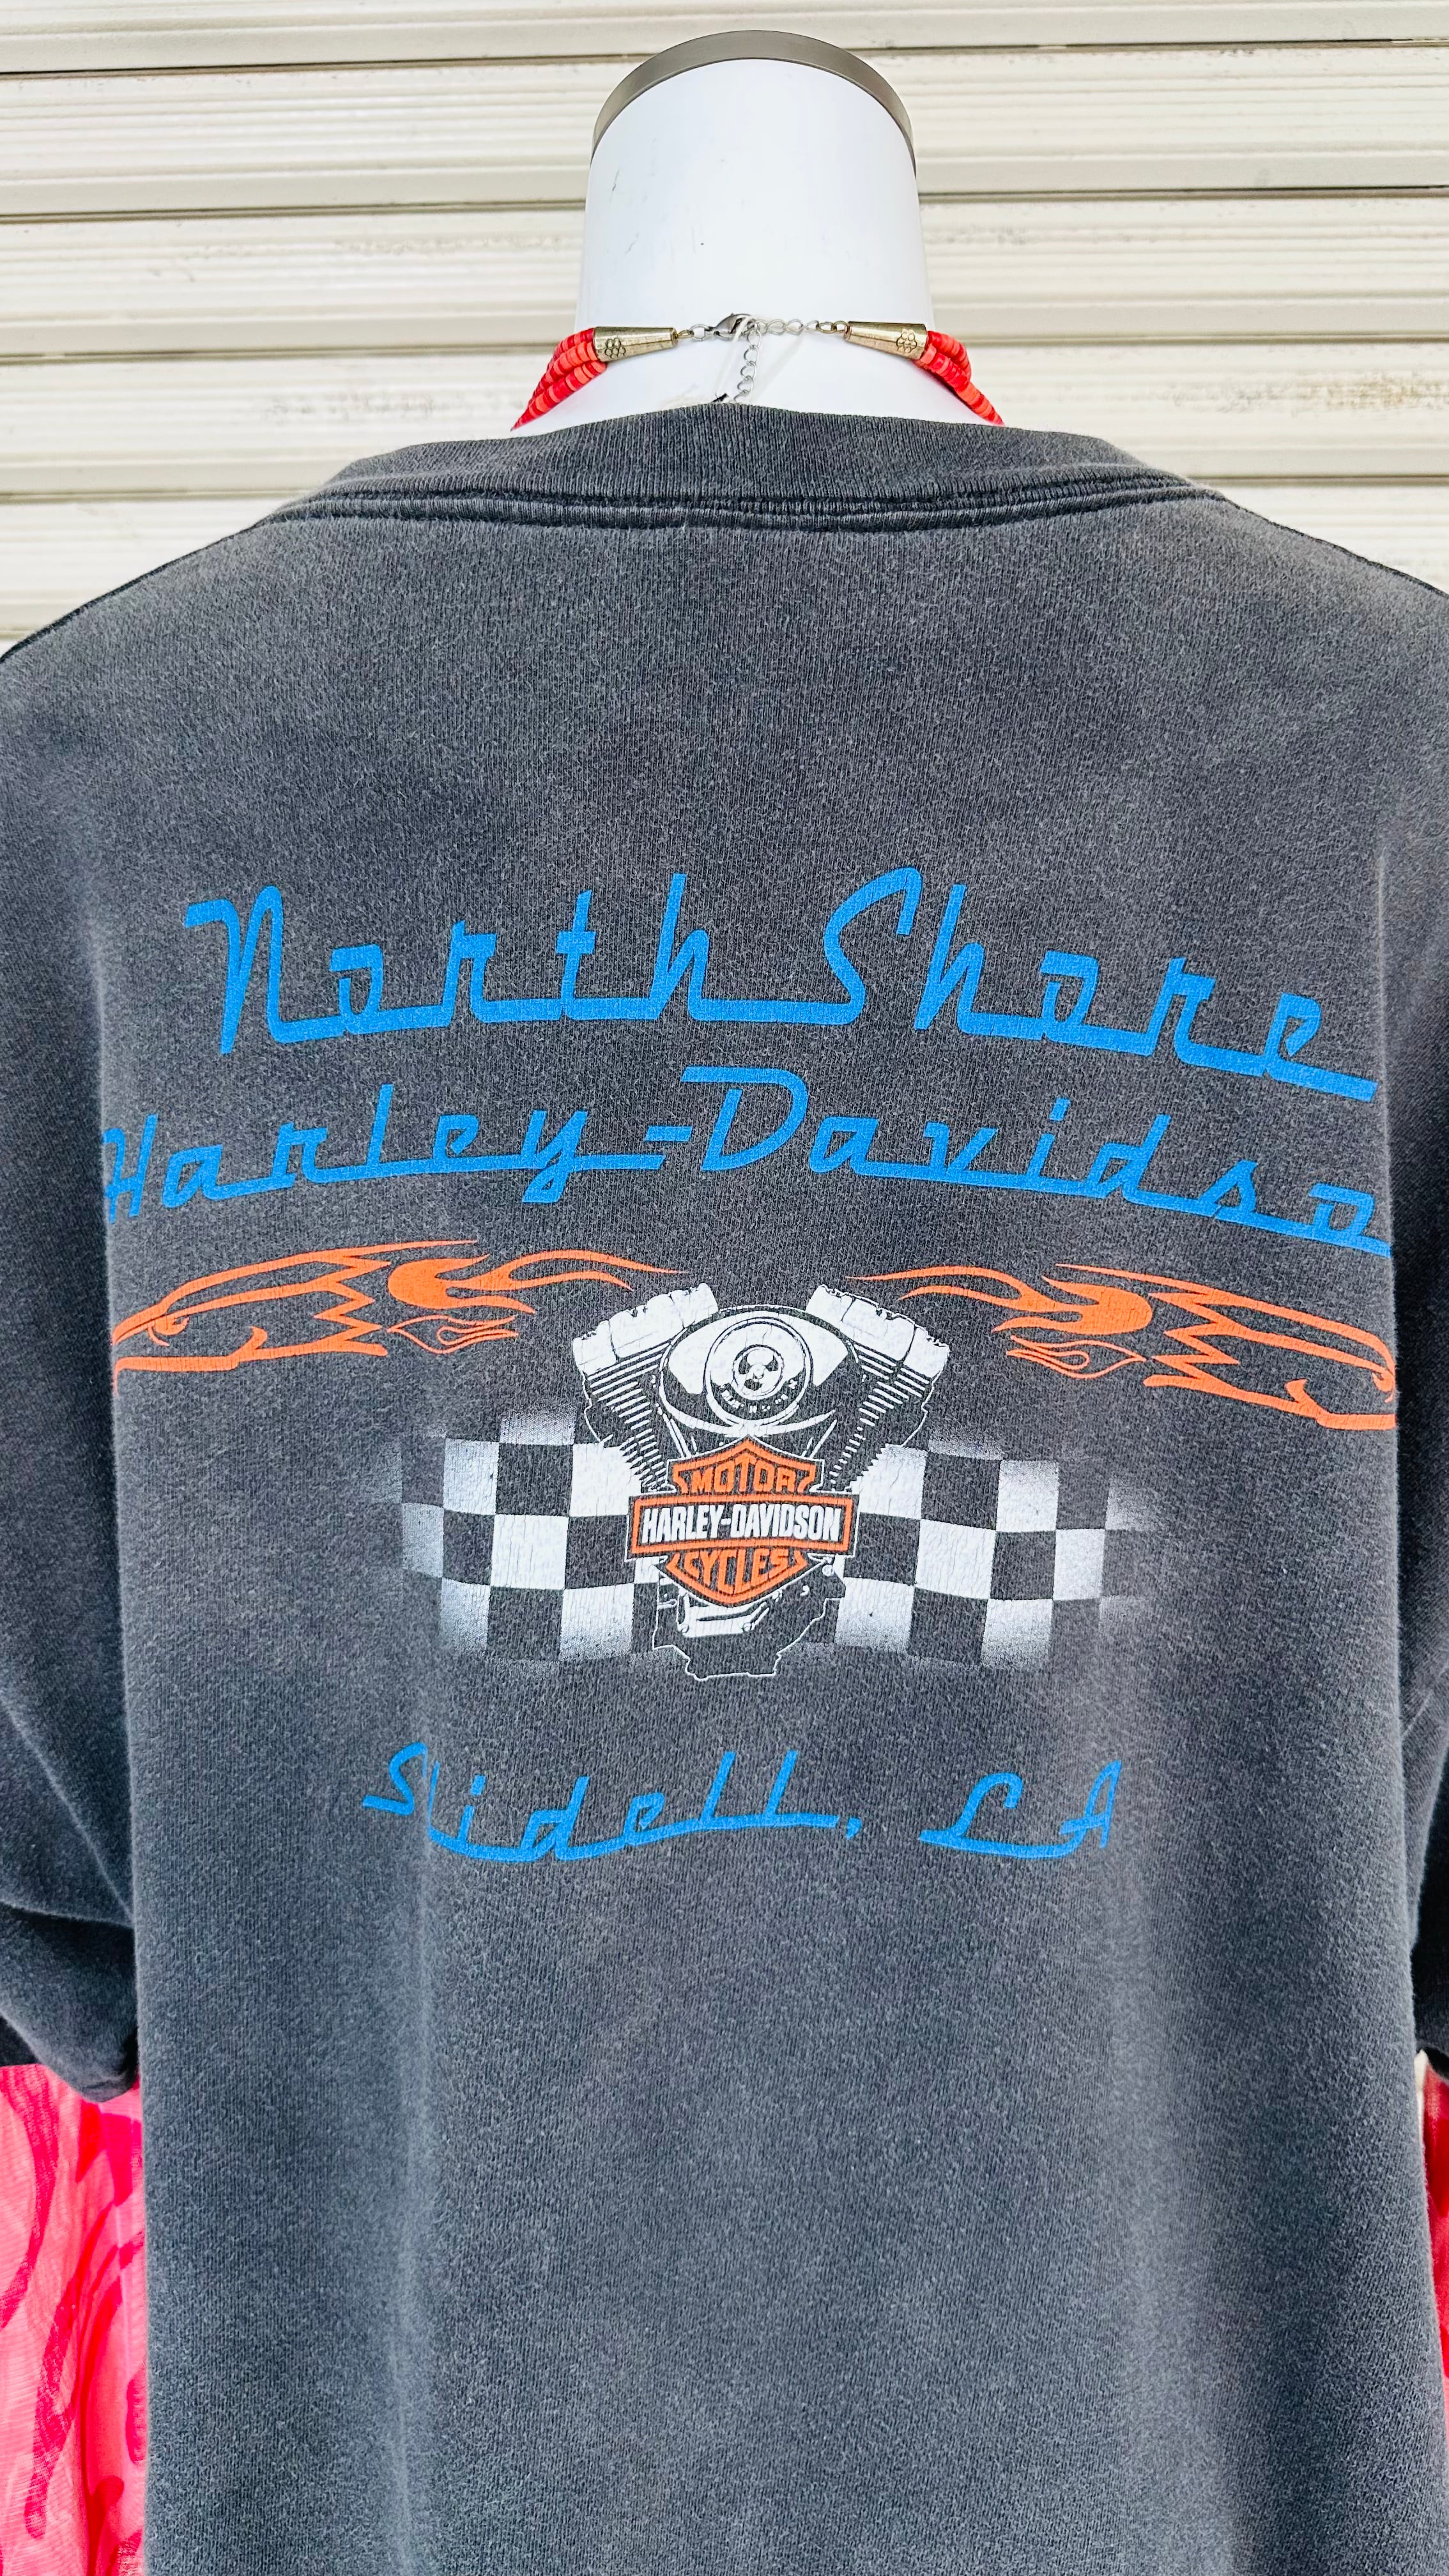 North Shore
Harley-Davidso
MOTOR
HARLEY-DAVIDSON
CYCLES
Slidell, LA